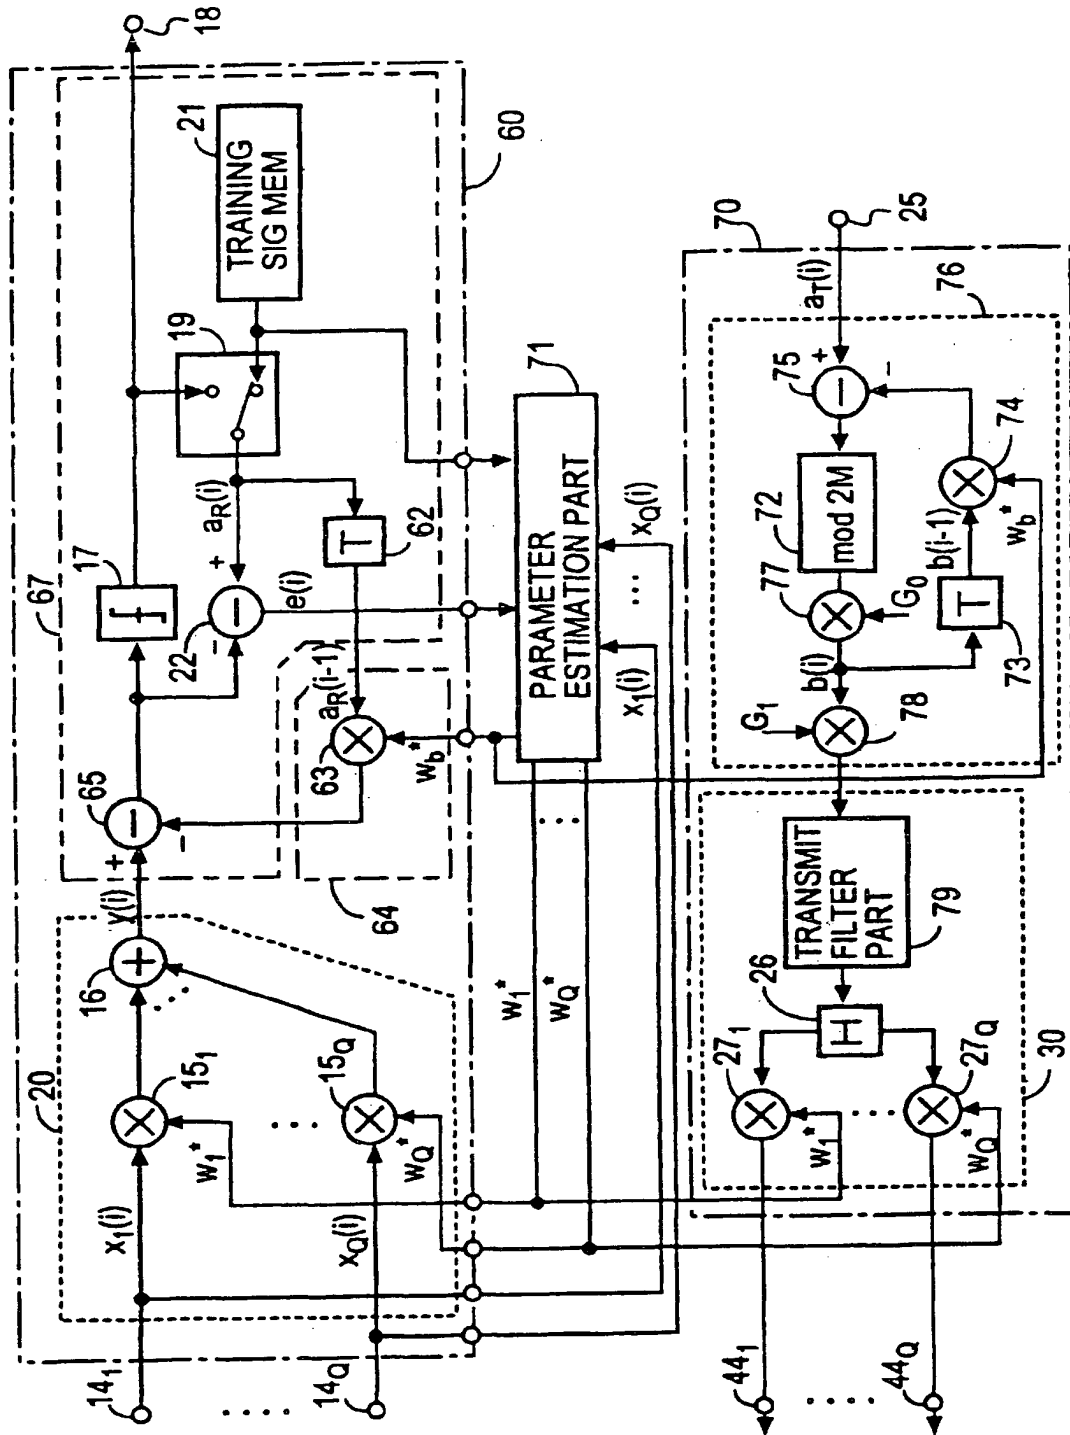 18
67
60
21
TRAINING
SIG MEM
19
17
a_R(i)
+
22
-
e(i)
T
62
65
+
-
y(i)
a_R(i-1)
63
w_b*
64
16
20
15_1
15_Q
w_1*
w_Q*
x_1(i)
x_Q(i)
14_1
14_Q
71
PARAMETER
ESTIMATION PART
x_1(i)
x_Q(i)
w_1*
w_Q*
70
25
a_T(i)
76
75
+
-
72
mod 2M
74
77
G_0
b(i-1)
w_b*
b(i)
T
73
G_1
78
TRANSMIT
FILTER
PART
79
26
H
27_1
27_Q
30
w_1*
w_Q*
44_1
44_Q